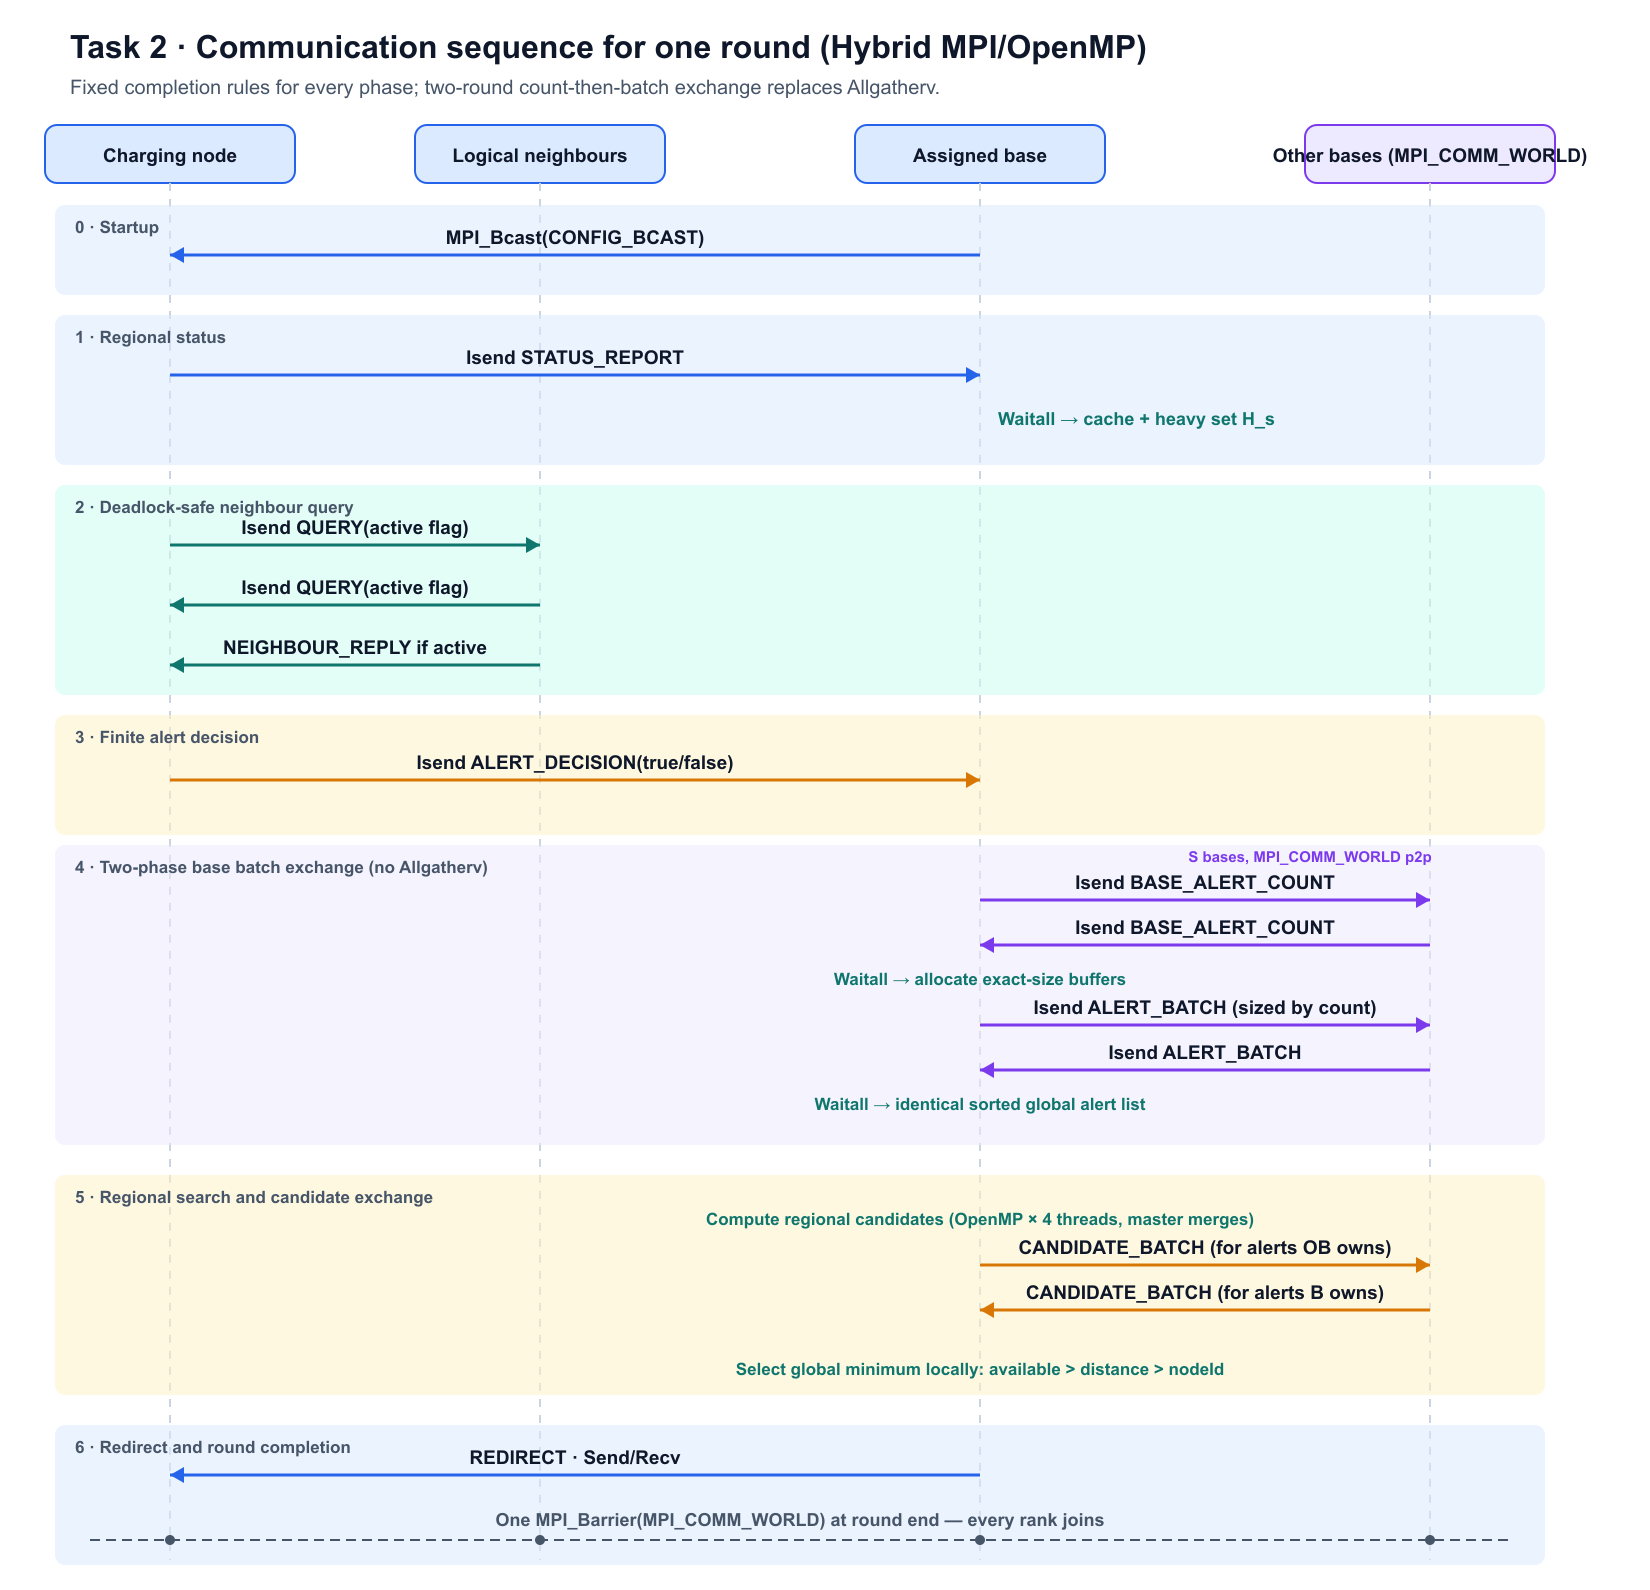 Task 2 · Communication sequence for one round (Hybrid MPI/OpenMP)
Fixed completion rules for every phase; two-round count-then-batch exchange replaces Allgatherv.
Charging node
Logical neighbours
Assigned base
Other bases (MPI_COMM_WORLD)
0 · Startup
MPI_Bcast(CONFIG_BCAST)
1 · Regional status
Isend STATUS_REPORT
Waitall → cache + heavy set H_s
2 · Deadlock-safe neighbour query
Isend QUERY(active flag)
Isend QUERY(active flag)
NEIGHBOUR_REPLY if active
3 · Finite alert decision
Isend ALERT_DECISION(true/false)
4 · Two-phase base batch exchange (no Allgatherv)
S bases, MPI_COMM_WORLD p2p
Isend BASE_ALERT_COUNT
Isend BASE_ALERT_COUNT
Waitall → allocate exact-size buffers
Isend ALERT_BATCH (sized by count)
Isend ALERT_BATCH
Waitall → identical sorted global alert list
5 · Regional search and candidate exchange
Compute regional candidates (OpenMP × 4 threads, master merges)
CANDIDATE_BATCH (for alerts OB owns)
CANDIDATE_BATCH (for alerts B owns)
Select global minimum locally: available > distance > nodeId
6 · Redirect and round completion
REDIRECT · Send/Recv
One MPI_Barrier(MPI_COMM_WORLD) at round end — every rank joins